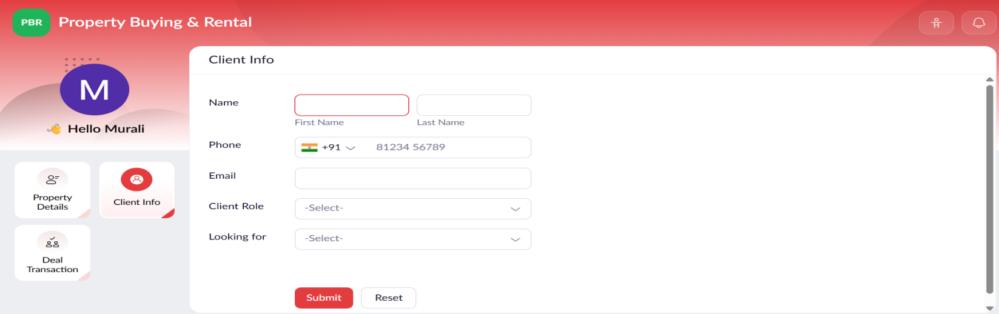 PBR Property Buying & Rental
M
Hello Murali
Property
Details
Client Info
Deal
Transaction
Client Info
Name
First Name Last Name
Phone +91 81234 56789
Email
Client Role -Select-
Looking for -Select-
Submit Reset